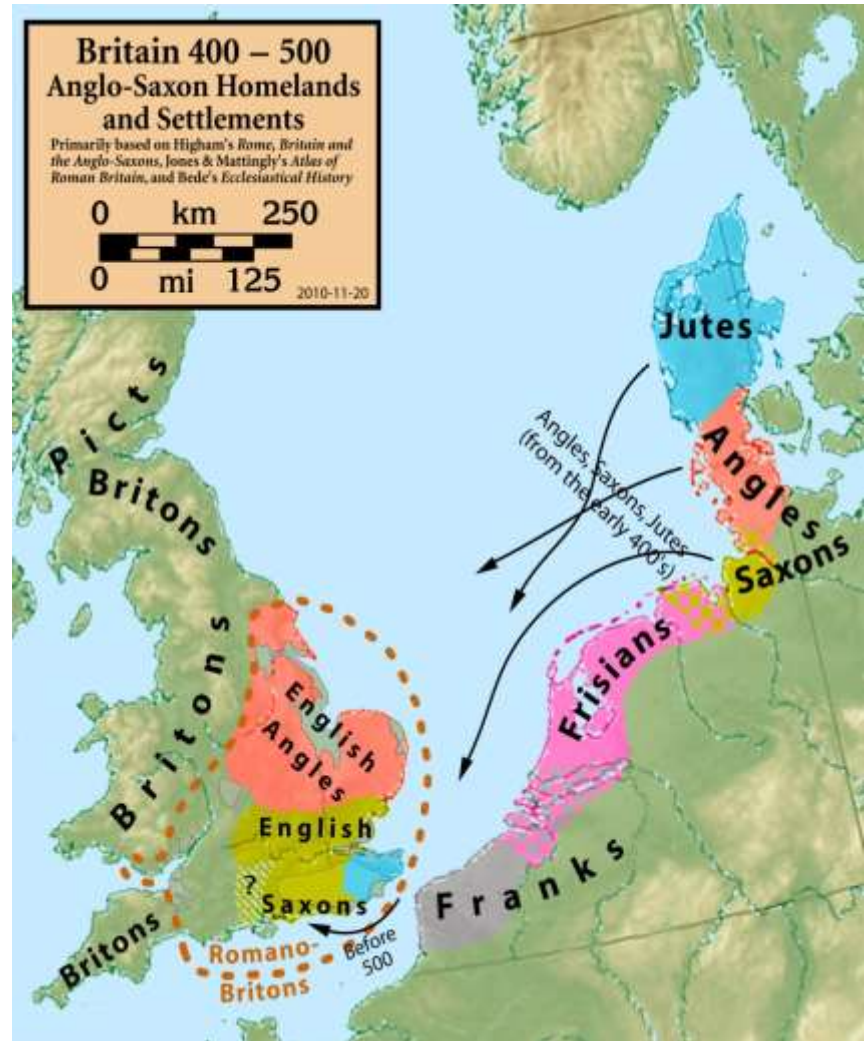 Britain 400 – 500
Anglo-Saxon Homelands
and Settlements
Primarily based on Higham's Rome, Britain and
the Anglo-Saxons, Jones & Mattingly's Atlas of
Roman Britain, and Bede's Ecclesiastical History
0 km 250
0 mi 125
2010-11-20
Jutes
Angles
Saxons
Angles, Saxons, Jutes
(from the early 400's)
Picts
Britons
Britons
Frisians
English
Angles
English
?
Saxons
Franks
Britons
Before
500
Romano-
Britons